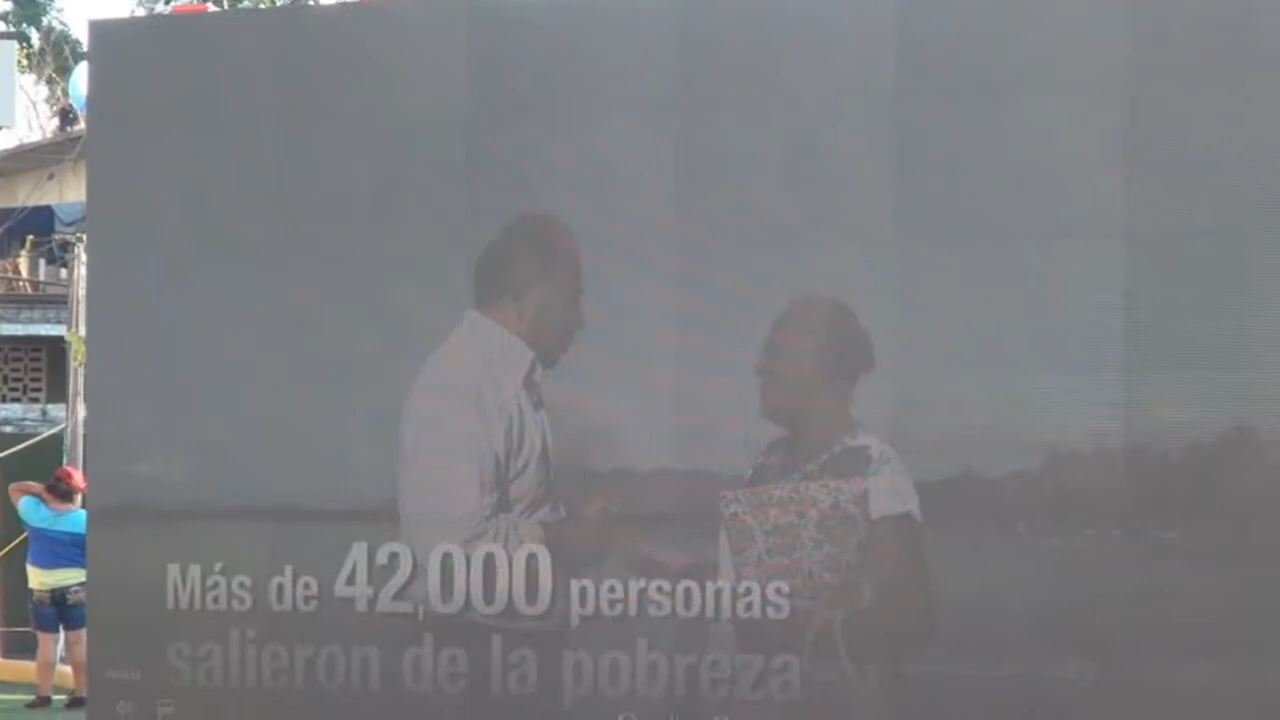 Más de 42,000 personas
salieron de la pobreza